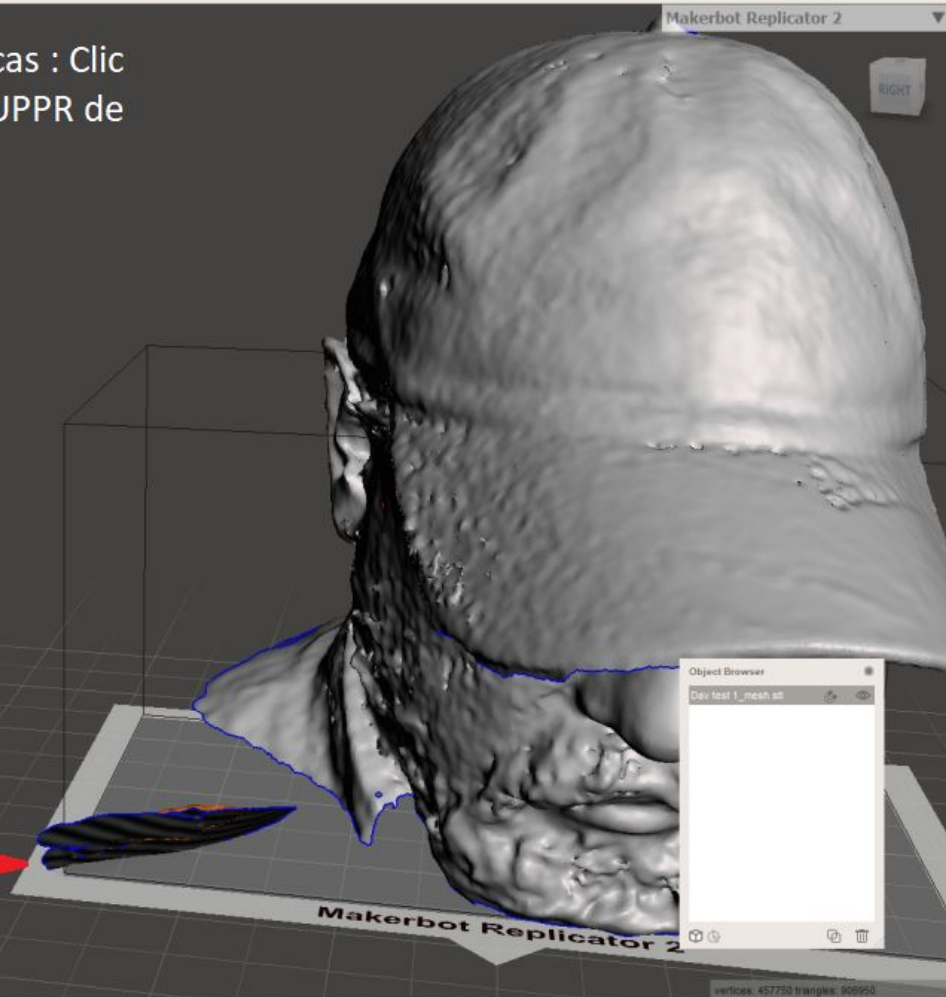 Makerbot Replicator 2
cas : Clic
UPPR de
RIGHT
Object Browser
Dav test 1_mesh.stl
Makerbot Replicator 2
vertices: 457750 triangles: 906950